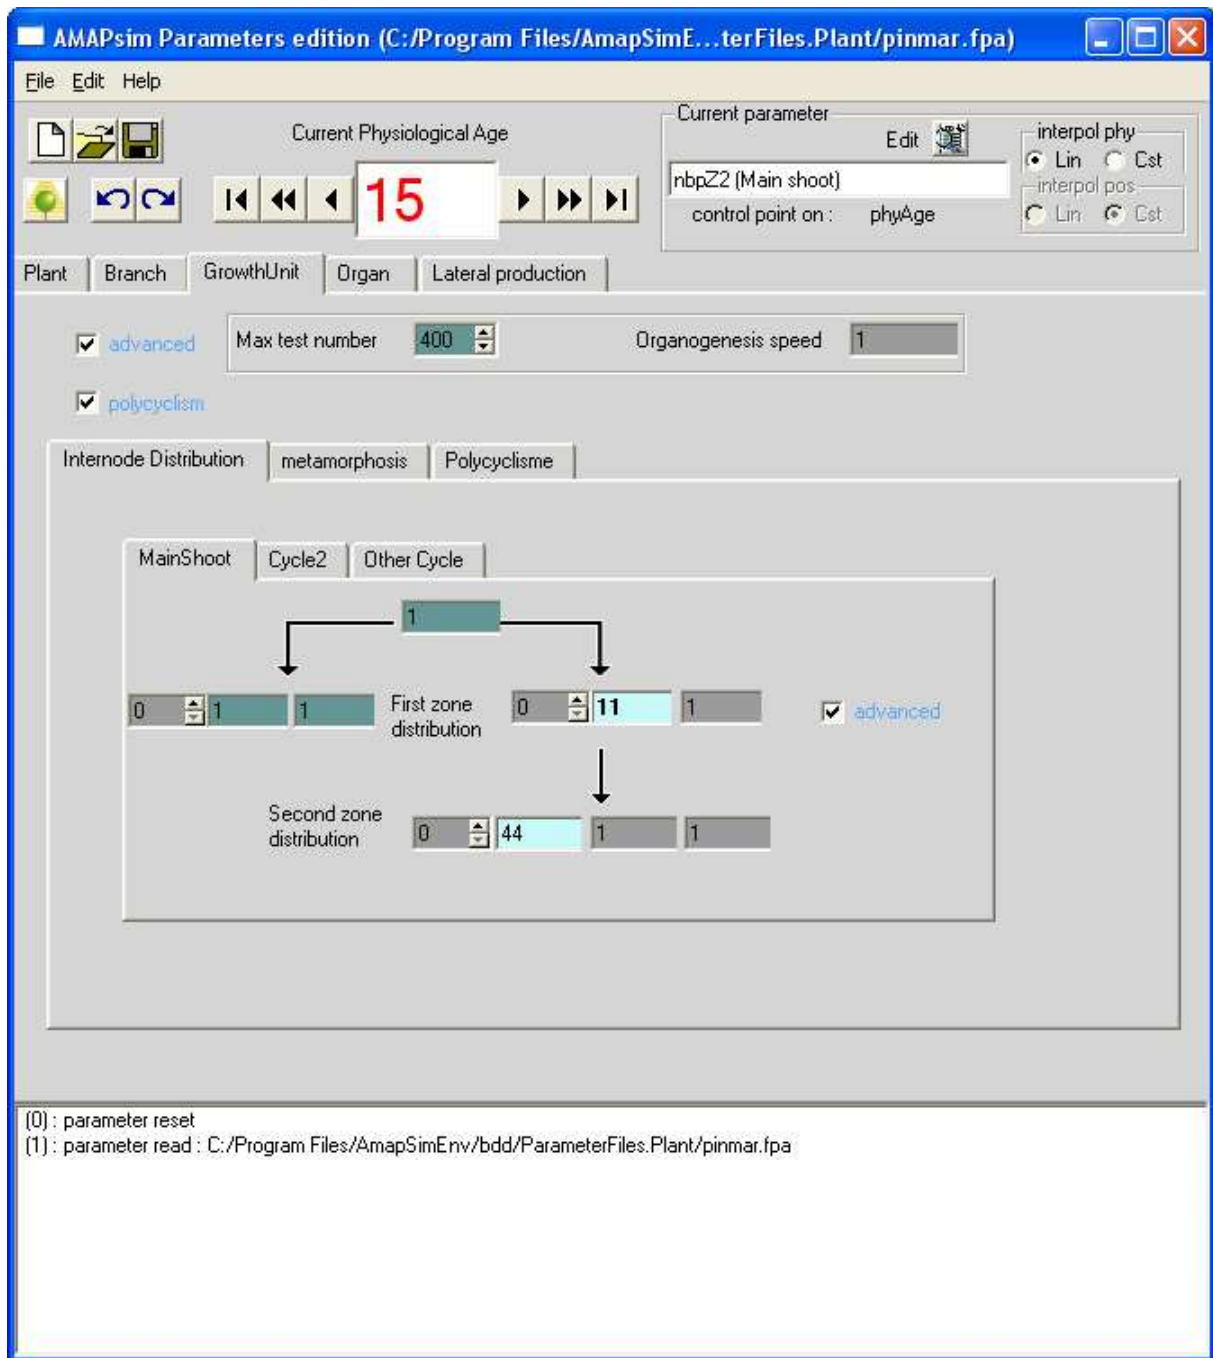 AMAPsim Parameters edition (C:/Program Files/AmapSimE...terFiles.Plant/pinmar.fpa)
File Edit Help
Current Physiological Age
15
Current parameter
Edit
nbpZ2 (Main shoot)
control point on : phyAge
interpol phy
Lin Cst
interpol pos
Lin Cst
Plant Branch GrowthUnit Organ Lateral production
advanced Max test number 400 Organogenesis speed 1
polycyclism
Internode Distribution metamorphosis Polycyclisme
MainShoot Cycle2 Other Cycle
1
0 1 1 First zone distribution 0 11 1 advanced
Second zone distribution 0 44 1 1
(0) : parameter reset
(1) : parameter read : C:/Program Files/AmapSimEnv/bdd/ParameterFiles.Plant/pinmar.fpa